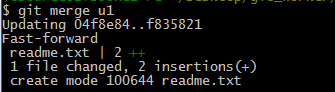 $ git merge u1
Updating 04f8e84..f835821
Fast-forward
 readme.txt | 2 ++
 1 file changed, 2 insertions(+)
 create mode 100644 readme.txt